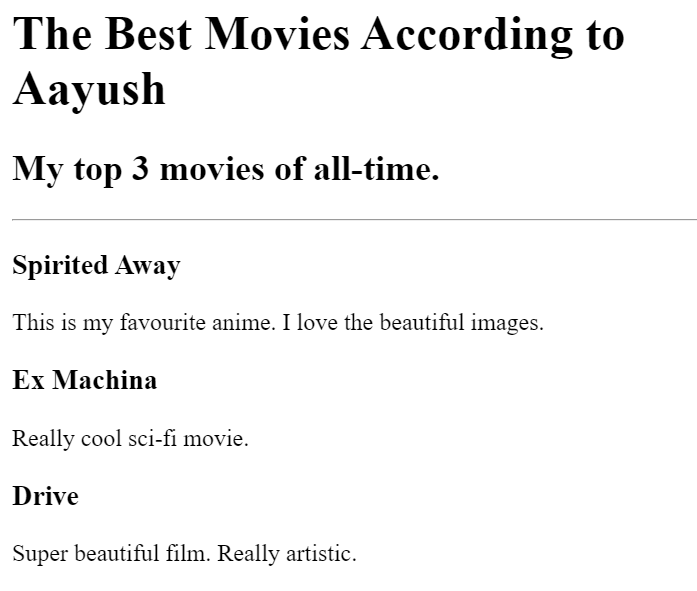 The Best Movies According to
Aayush
My top 3 movies of all-time.
Spirited Away
This is my favourite anime. I love the beautiful images.
Ex Machina
Really cool sci-fi movie.
Drive
Super beautiful film. Really artistic.